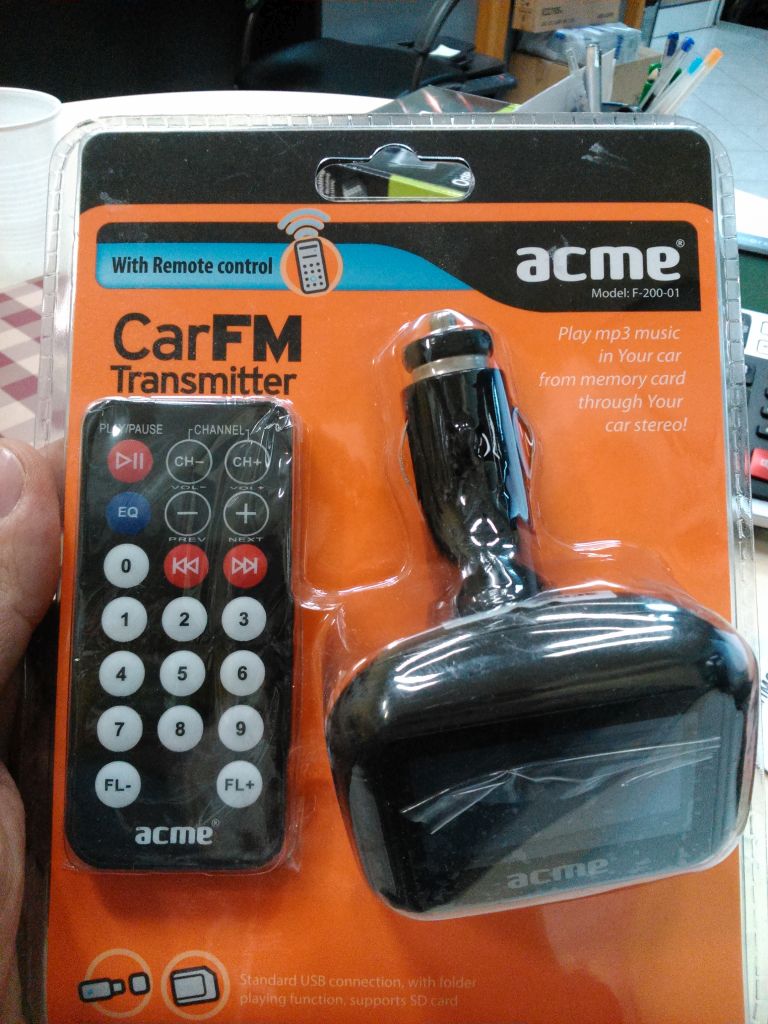 With Remote control
acme®
Model: F-200-01
CarFM
Transmitter
Play mp3 music
in Your car
from memory card
through Your
car stereo!
PLAY/PAUSE
CHANNEL
CH-
CH+
VOL-
VOL+
EQ
−
+
PREV
NEXT
0
1 2 3
4 5 6
7 8 9
FL-
FL+
acme®
acme
Standard USB connection, with folder
playing function, supports SD card